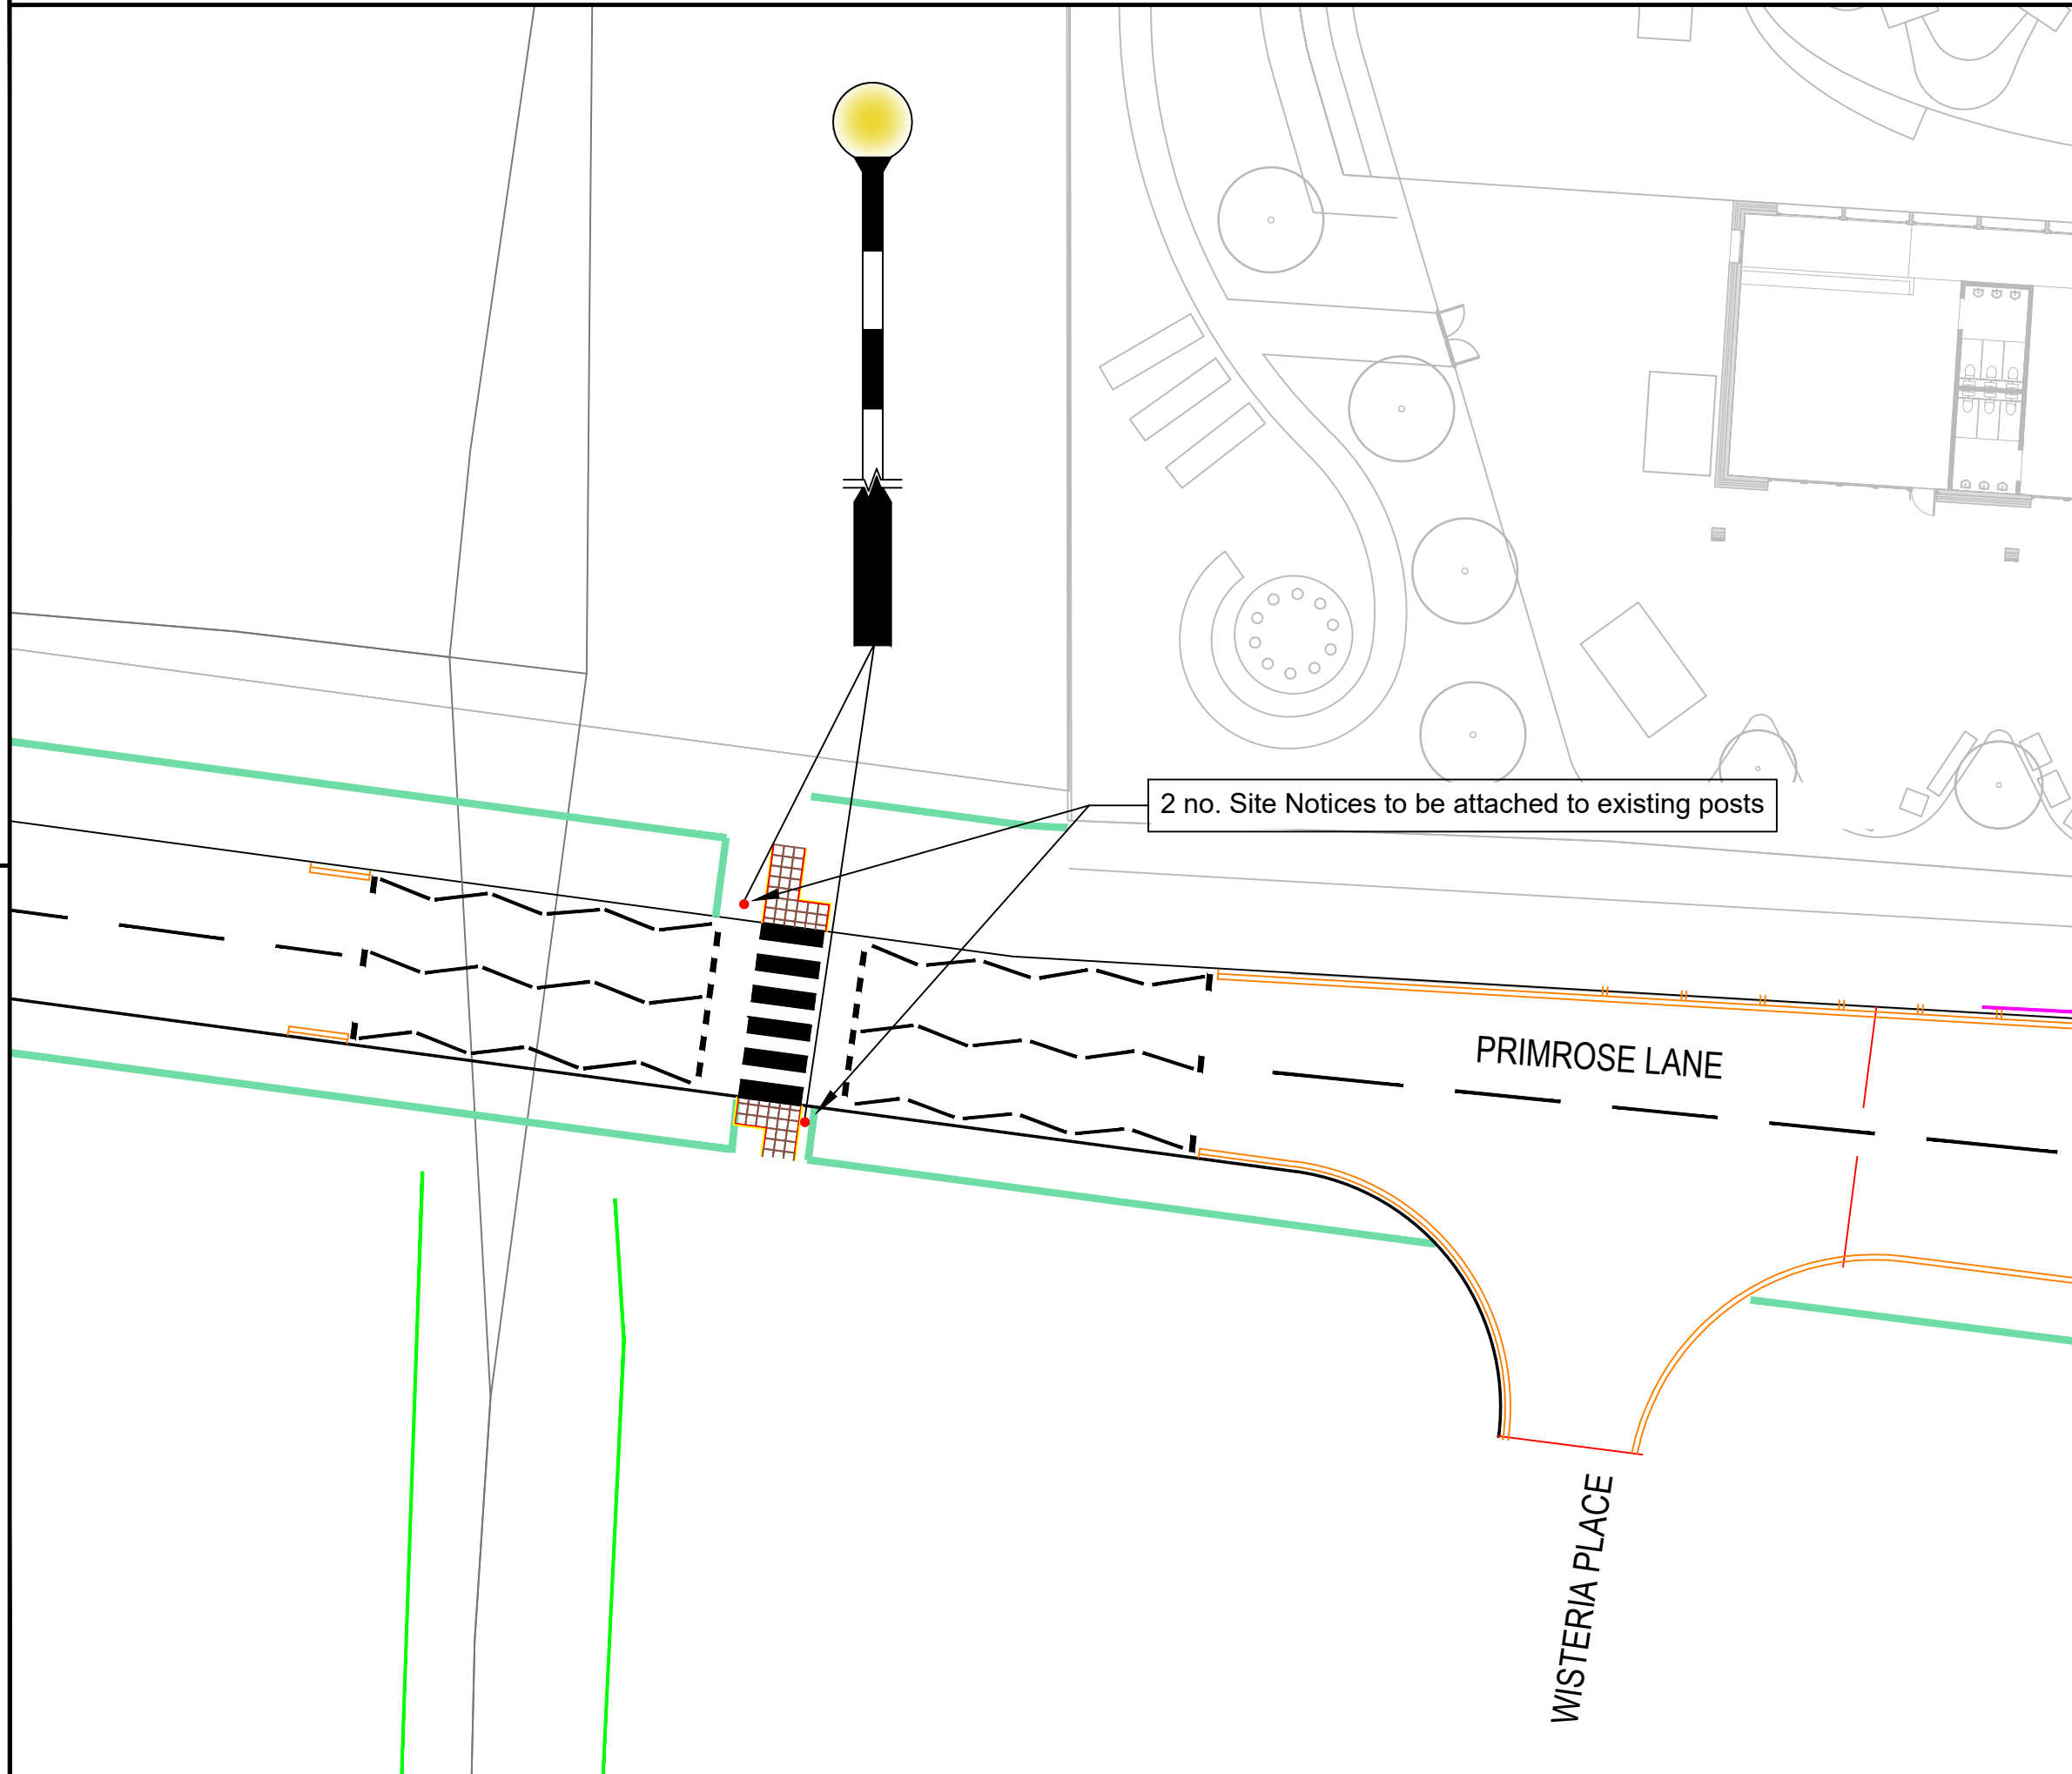 2 no. Site Notices to be attached to existing posts
PRIMROSE LANE
WISTERIA PLACE